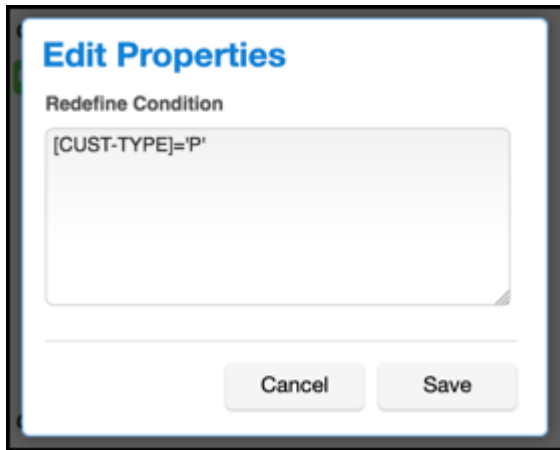 Edit Properties
Redefine Condition
[CUST-TYPE]='P'
Cancel Save